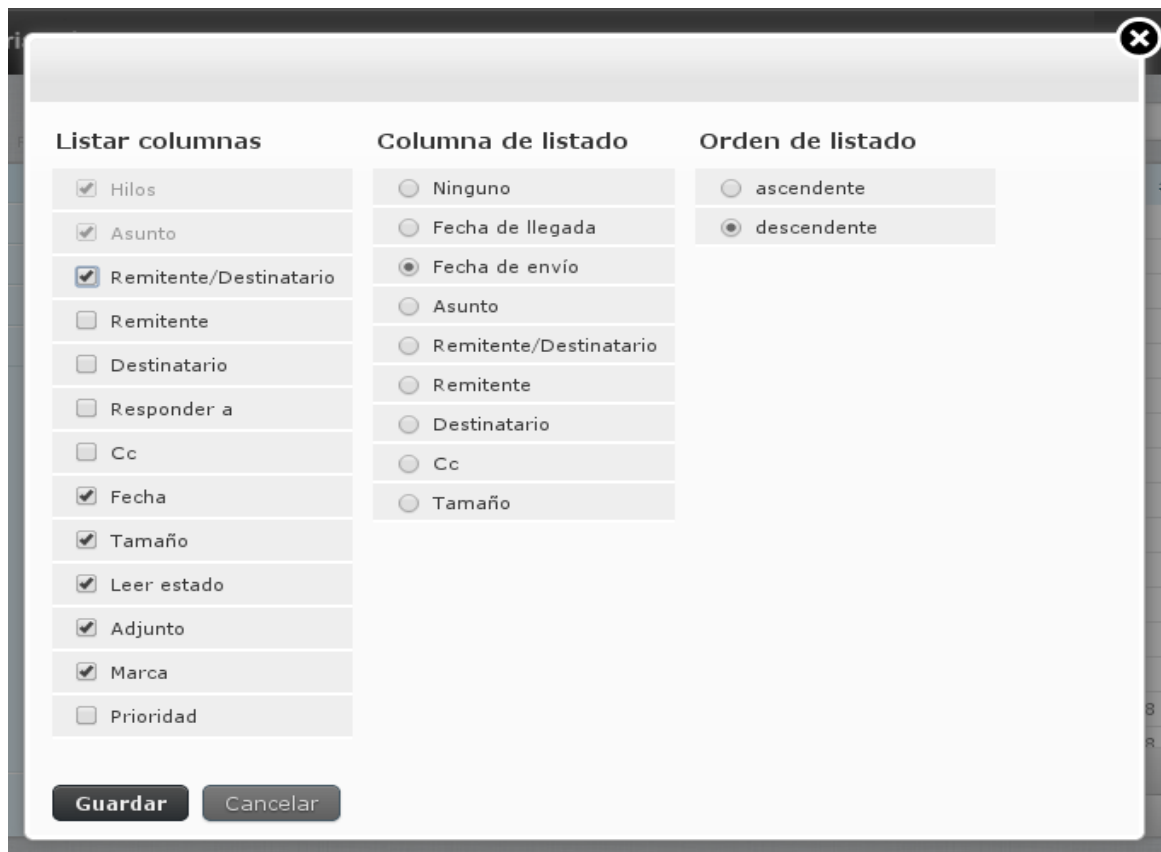 Listar columnas
Hilos
Asunto
Remitente/Destinatario
Remitente
Destinatario
Responder a
Cc
Fecha
Tamaño
Leer estado
Adjunto
Marca
Prioridad
Columna de listado
Ninguno
Fecha de llegada
Fecha de envío
Asunto
Remitente/Destinatario
Remitente
Destinatario
Cc
Tamaño
Orden de listado
ascendente
descendente
Guardar
Cancelar